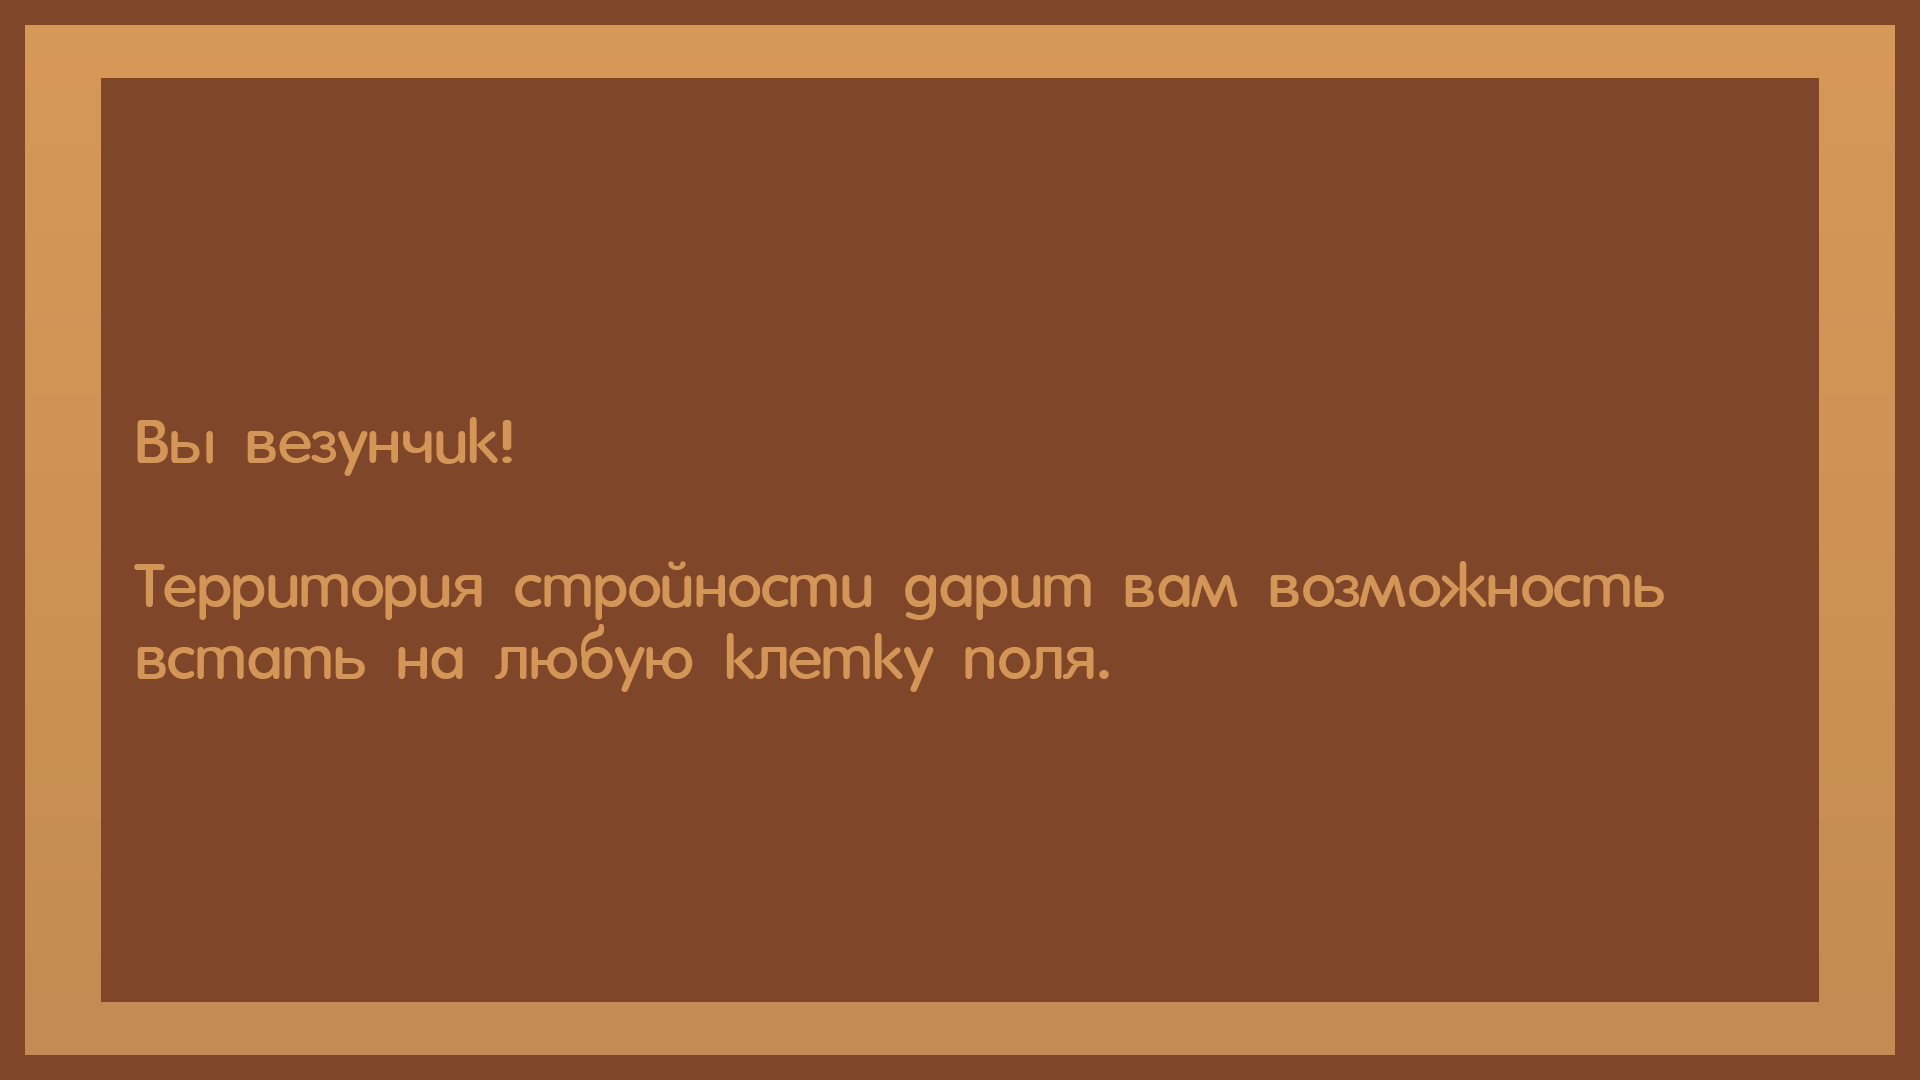 Вы везунчик!
Территория стройности дарит вам возможность
встать на любую клетку поля.